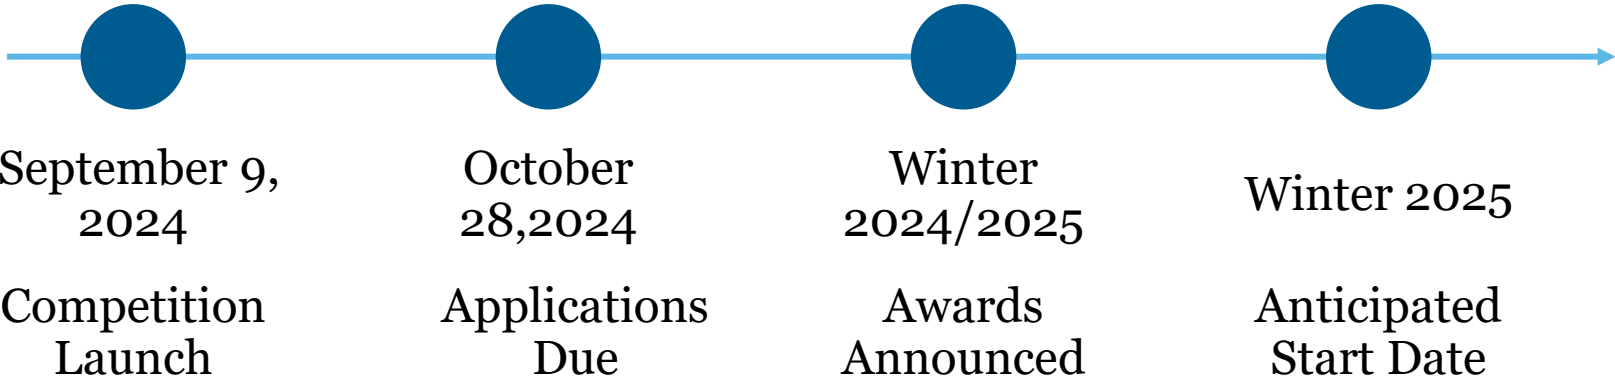 September 9,
2024
Competition
Launch
October
28,2024
Applications
Due
Winter
2024/2025
Awards
Announced
Winter 2025
Anticipated
Start Date